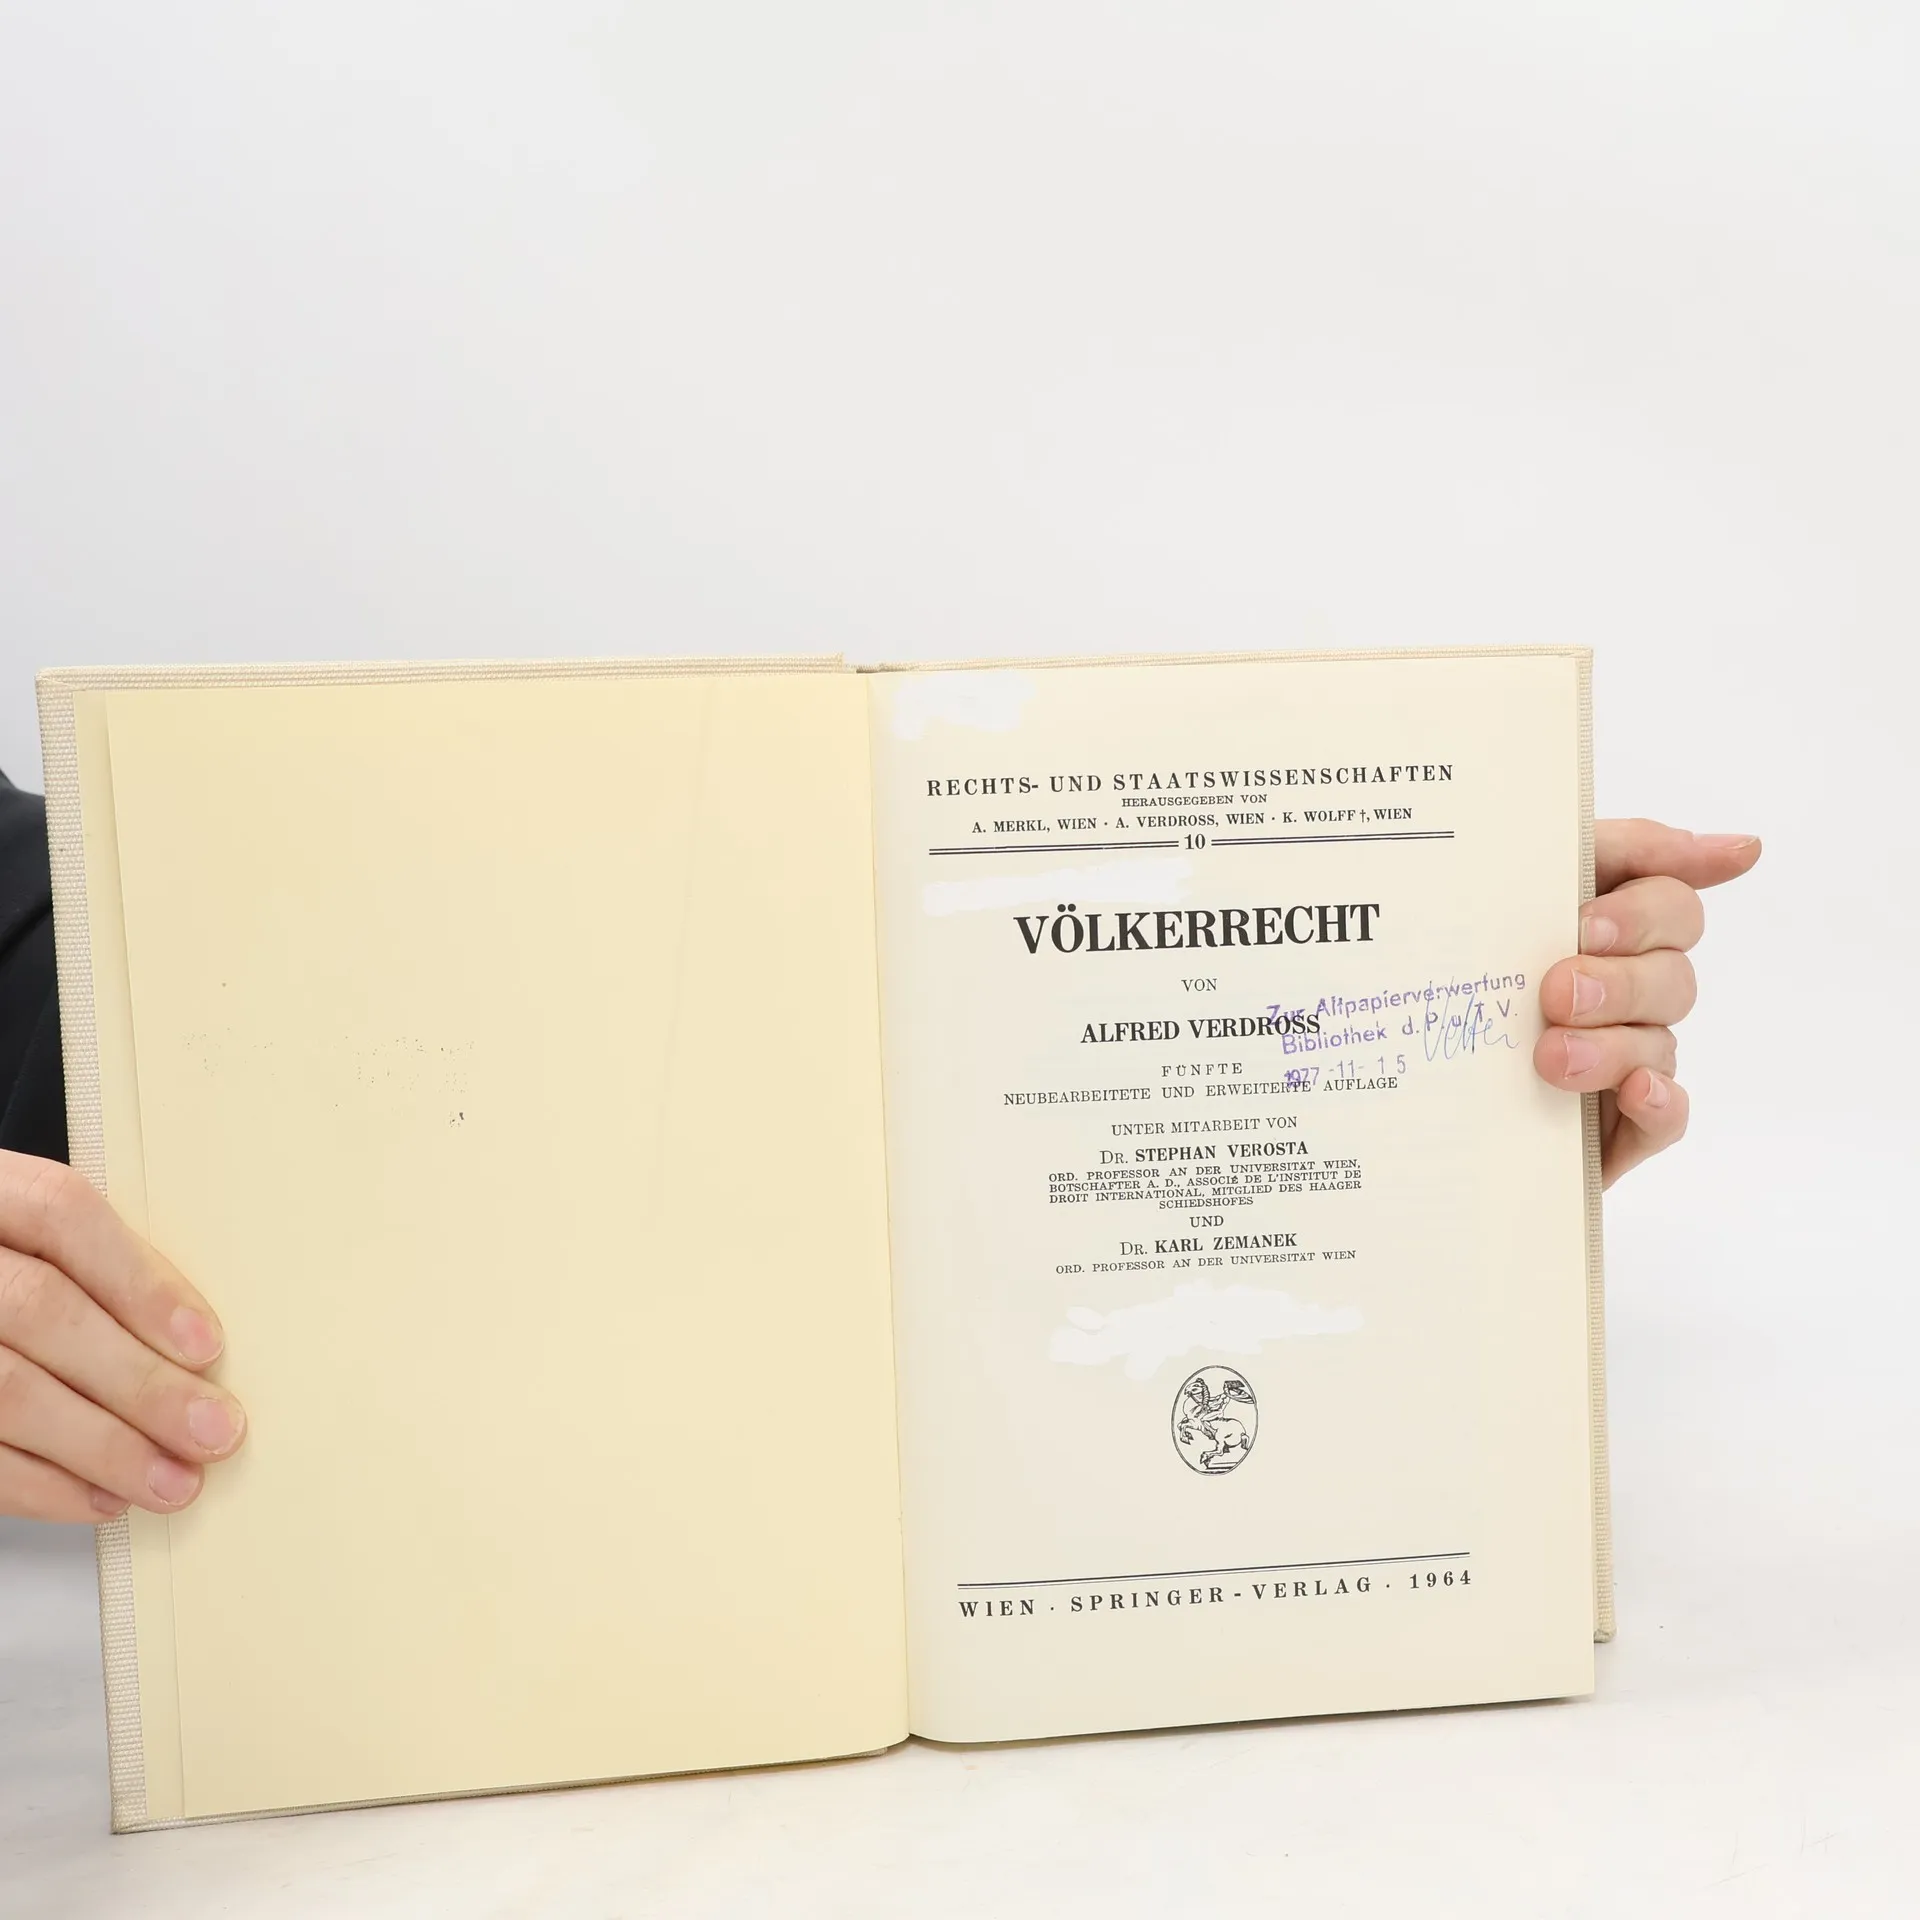 RECHTS- UND STAATSWISSENSCHAFTEN
HERAUSGEGEBEN VON
A. MERKL, WIEN · A. VERDROSS, WIEN · K. WOLFF †, WIEN
10
VÖLKERRECHT
VON
ALFRED VERDROSS
Zur Altpapierverwertung
Bibliothek d. P. u. T. V.
1977 -11- 15
FÜNFTE
NEUBEARBEITETE UND ERWEITERTE AUFLAGE
UNTER MITARBEIT VON
DR. STEPHAN VEROSTA
ORD. PROFESSOR AN DER UNIVERSITÄT WIEN,
BOTSCHAFTER A. D., ASSOCIÉ DE L'INSTITUT DE
DROIT INTERNATIONAL, MITGLIED DES HAAGER
SCHIEDSHOFES
UND
DR. KARL ZEMANEK
ORD. PROFESSOR AN DER UNIVERSITÄT WIEN
WIEN · SPRINGER-VERLAG · 1964